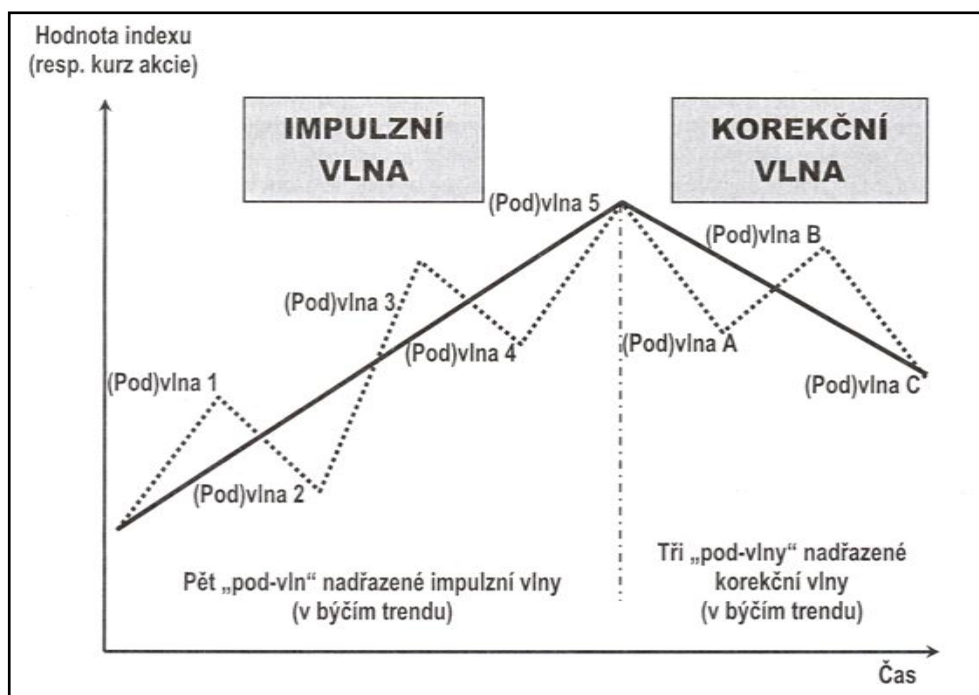 Hodnota indexu
(resp. kurz akcie)
IMPULZNÍ
VLNA
KOREKČNÍ
VLNA
(Pod)vlna 5
(Pod)vlna B
(Pod)vlna 3
(Pod)vlna 4
(Pod)vlna A
(Pod)vlna 1
(Pod)vlna C
(Pod)vlna 2
Pět „pod-vln“ nadřazené impulzní vlny
(v býčím trendu)
Tři „pod-vlny“ nadřazené
korekční vlny
(v býčím trendu)
Čas